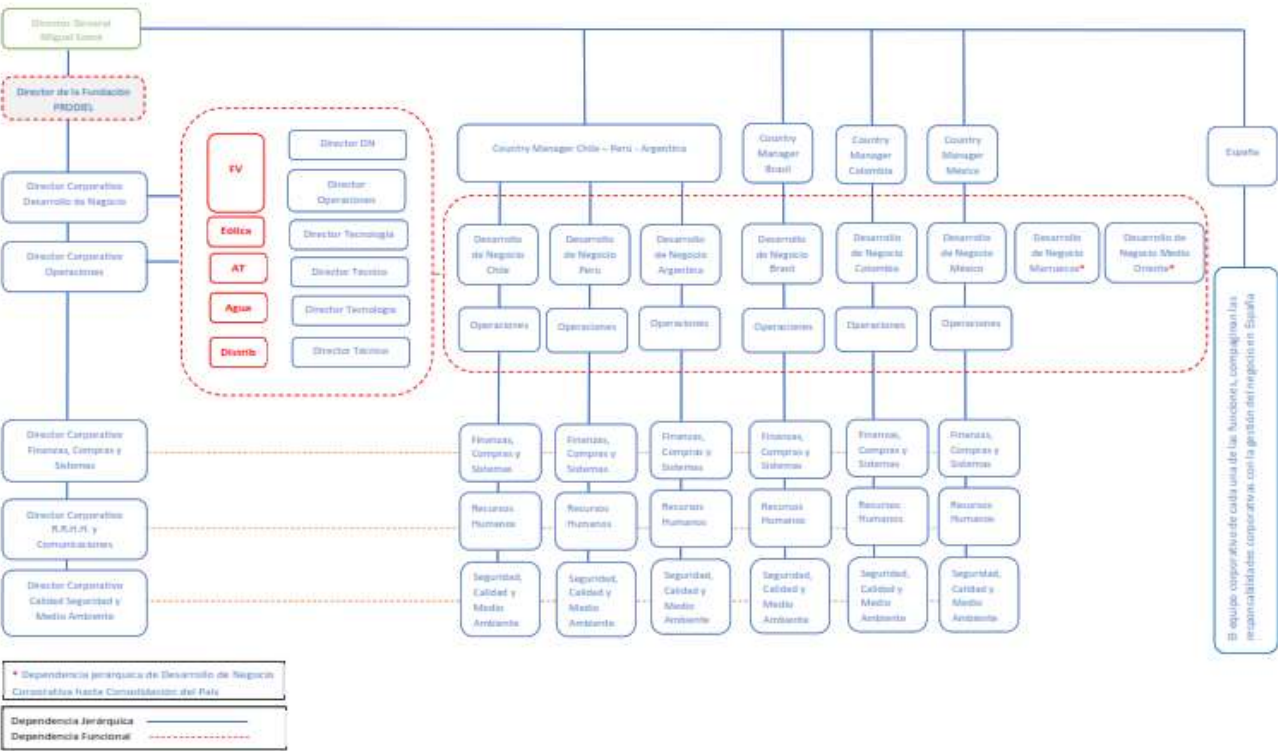 Director General
Miguel Somé
Director de la Fundación
PRODIEL
Director Corporativo
Desarrollo de Negocio
Director Corporativo
Operaciones
FV
Eólica
AT
Agua
Distrib
Director DN
Director
Operaciones
Director Tecnología
Director Técnico
Director Tecnología
Director Técnico
Country Manager Chile – Perú - Argentina
Country
Manager
Brasil
Country
Manager
Colombia
Country
Manager
México
España
Desarrollo
de Negocio
Chile
Desarrollo
de Negocio
Perú
Desarrollo
de Negocio
Argentina
Desarrollo
de Negocio
Brasil
Desarrollo
de Negocio
Colombia
Desarrollo
de Negocio
México
Desarrollo
de Negocio
Marruecos*
Desarrollo de
Negocio Medio
Oriente*
Operaciones
Operaciones
Operaciones
Operaciones
Operaciones
Operaciones
El equipo corporativo de cada una de las funciones, compaginan las
responsabilidades corporativas con la gestión del negocio en España
Director Corporativo
Finanzas, Compras y
Sistemas
Finanzas,
Compras y
Sistemas
Finanzas,
Compras y
Sistemas
Finanzas,
Compras y
Sistemas
Finanzas,
Compras y
Sistemas
Finanzas,
Compras y
Sistemas
Finanzas,
Compras y
Sistemas
Director Corporativo
R.R.H.H. y
Comunicaciones
Recursos
Humanos
Recursos
Humanos
Recursos
Humanos
Recursos
Humanos
Recursos
Humanos
Recursos
Humanos
Director Corporativo
Calidad Seguridad y
Medio Ambiente
Seguridad,
Calidad y
Medio
Ambiente
Seguridad,
Calidad y
Medio
Ambiente
Seguridad,
Calidad y
Medio
Ambiente
Seguridad,
Calidad y
Medio
Ambiente
Seguridad,
Calidad y
Medio
Ambiente
Seguridad,
Calidad y
Medio
Ambiente
* Dependencia jerárquica de Desarrollo de Negocio
Corporativo hasta Consolidación del País
Dependencia Jerárquica
Dependencia Funcional